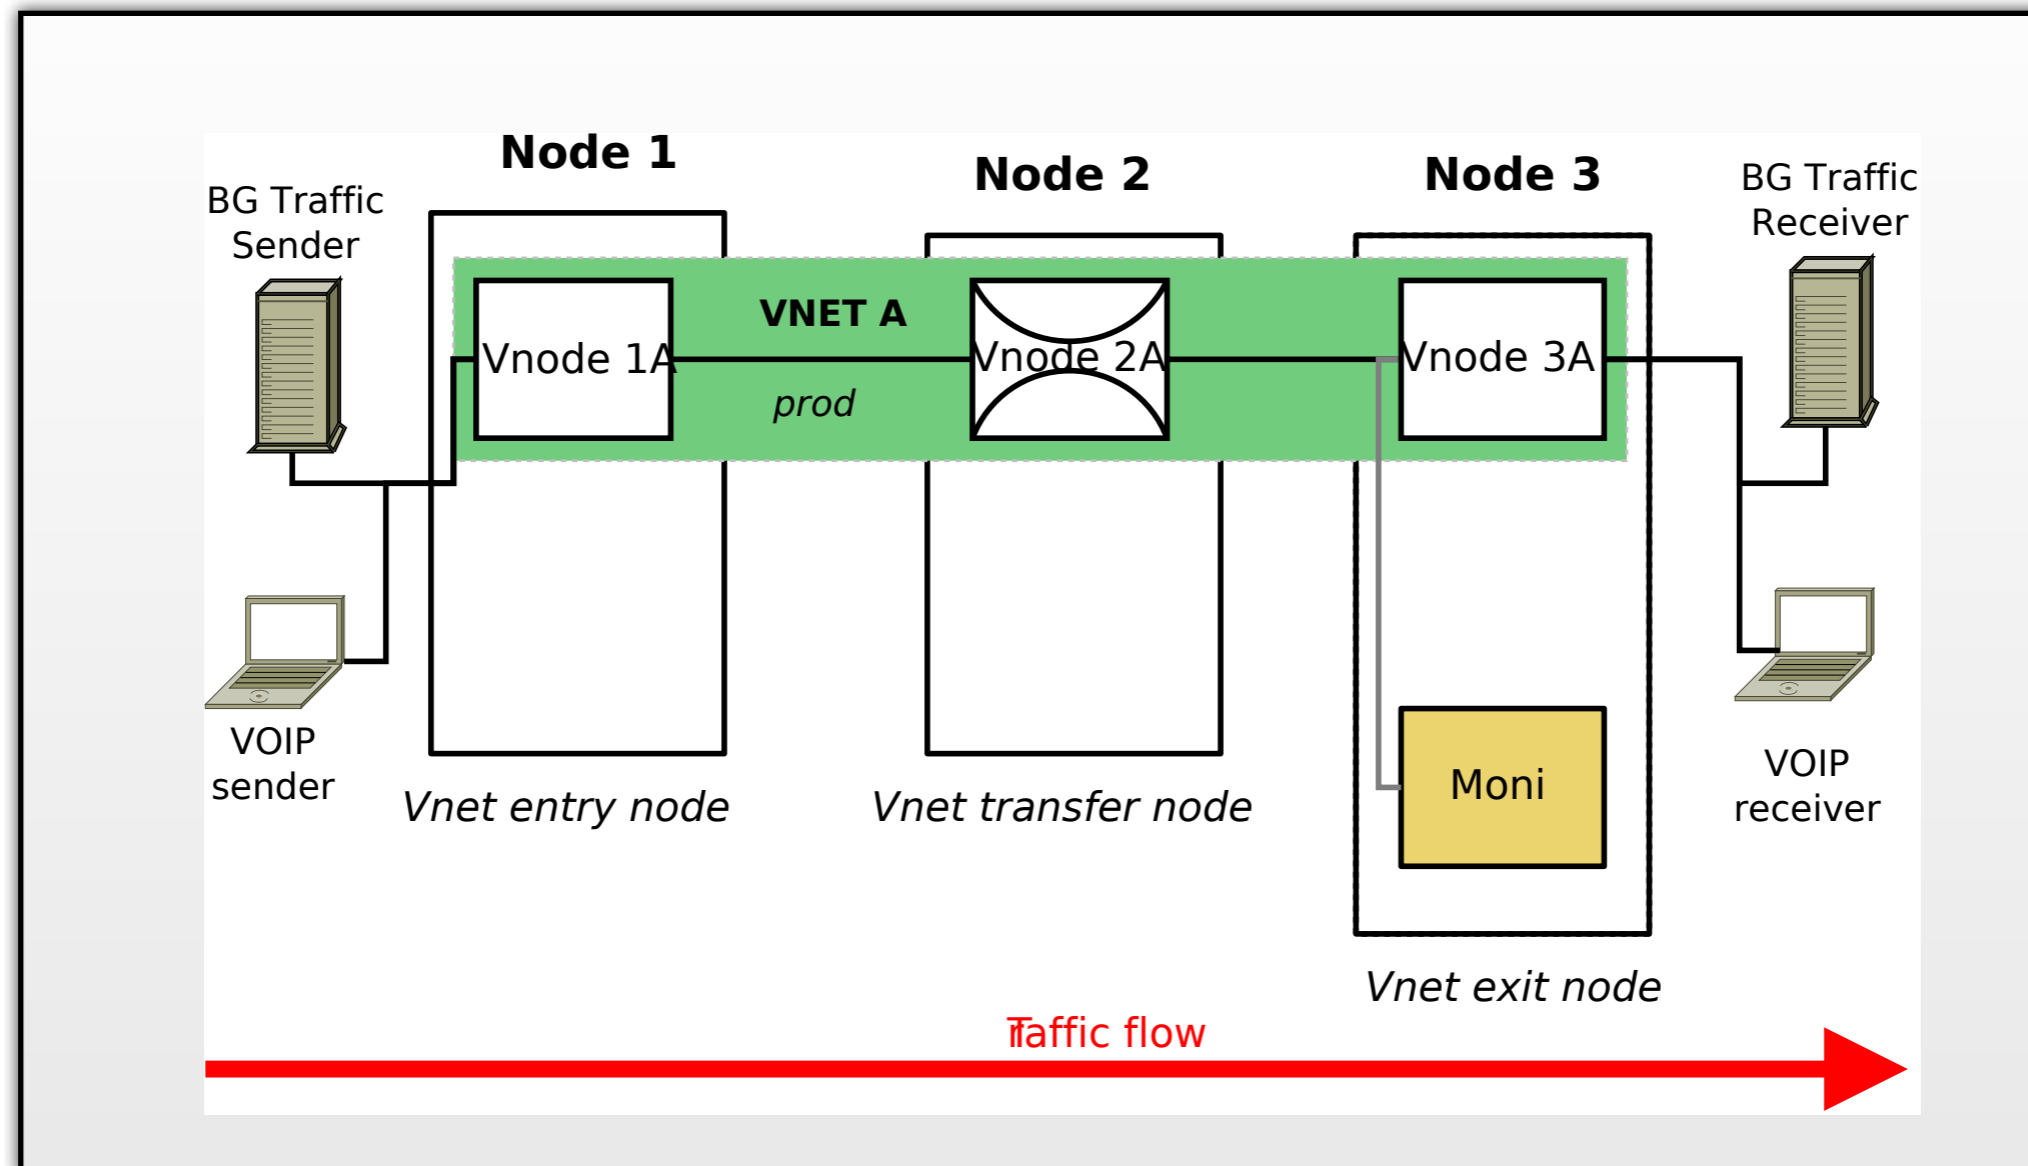 Node 1
Node 2
Node 3
BG Traffic
Sender
BG Traffic
Receiver
VNET A
Vnode 1A
Vnode 2A
Vnode 3A
prod
VOIP
sender
Moni
VOIP
receiver
Vnet entry node
Vnet transfer node
Vnet exit node
Traffic flow